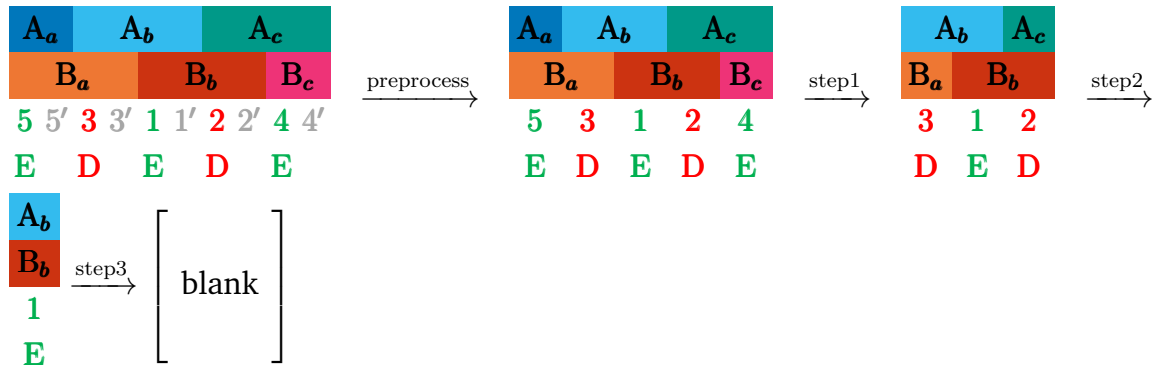 A_a A_b A_c preprocess A_a A_b A_c step1 A_b A_c step2
B_a B_b B_c B_a B_b B_c B_a B_b
5 5′ 3 3′ 1 1′ 2 2′ 4 4′ 5 3 1 2 4 3 1 2
E D E D E E D E D E D E D
A_b
B_b step3 blank
1
E